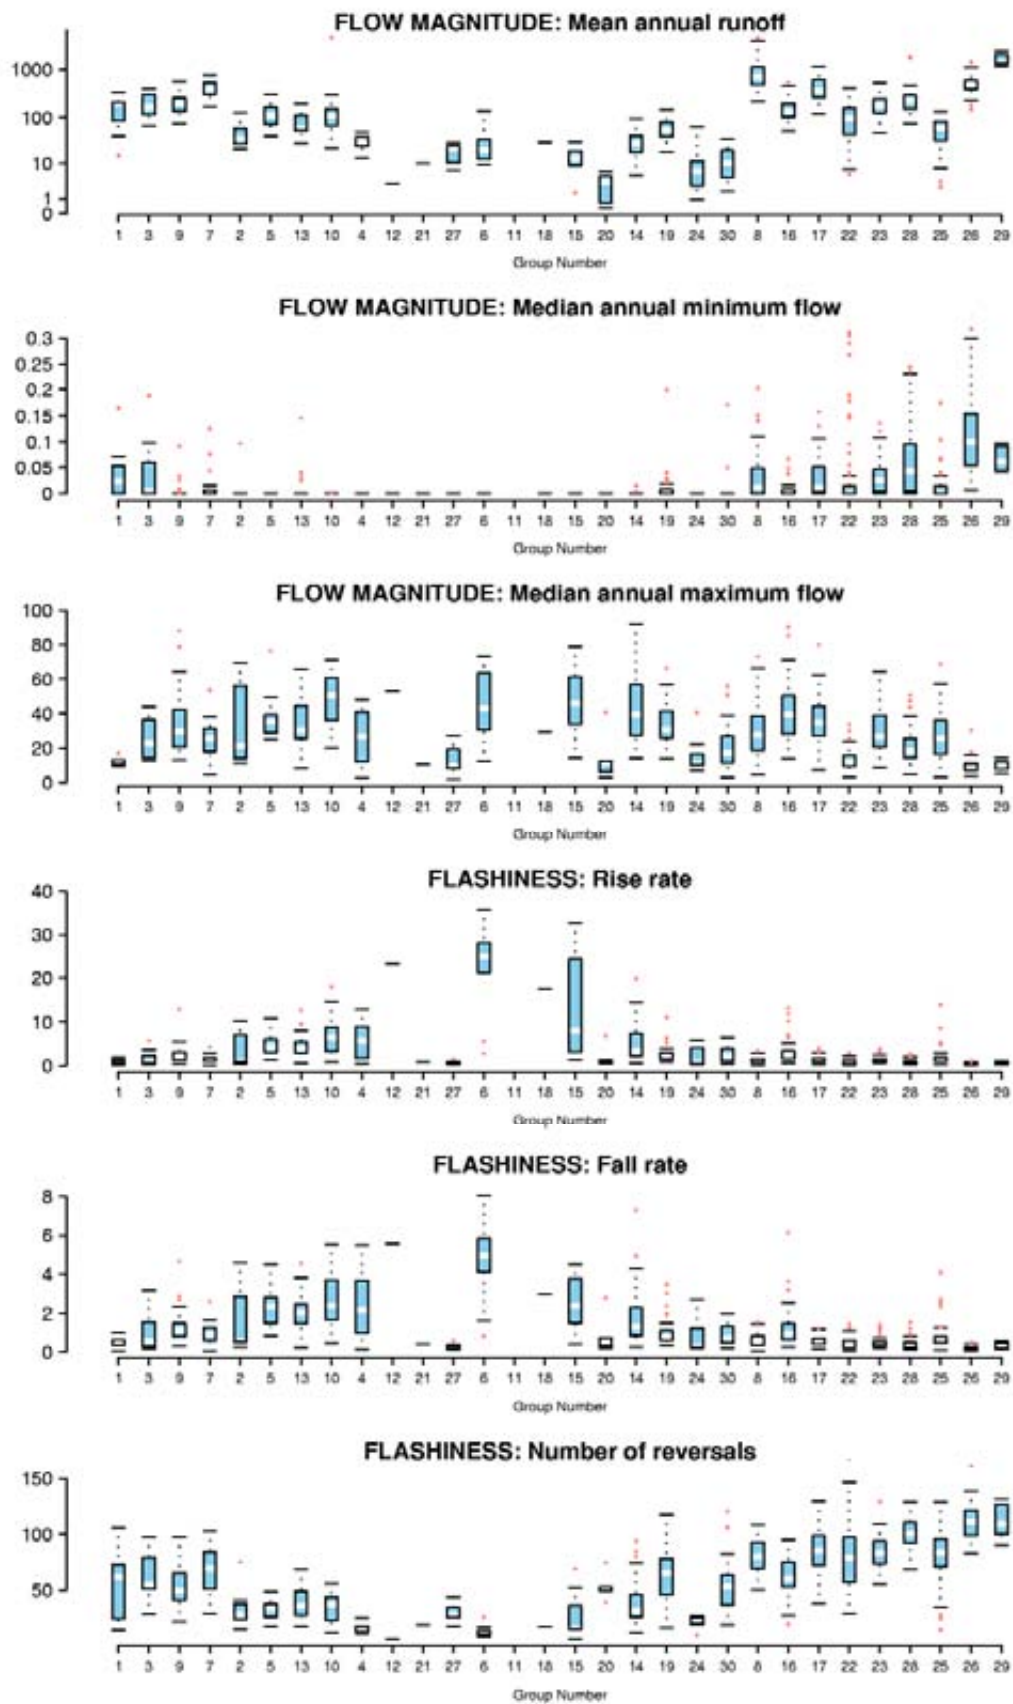 FLOW MAGNITUDE: Mean annual runoff
1000
100
10
1
0
1 3 9 7 2 5 13 10 4 12 21 27 6 11 18 15 20 14 19 24 30 8 16 17 22 23 28 25 26 29
Group Number
FLOW MAGNITUDE: Median annual minimum flow
0.3
0.25
0.2
0.15
0.1
0.05
0
1 3 9 7 2 5 13 10 4 12 21 27 6 11 18 15 20 14 19 24 30 8 16 17 22 23 28 25 26 29
Group Number
FLOW MAGNITUDE: Median annual maximum flow
100
80
60
40
20
0
1 3 9 7 2 5 13 10 4 12 21 27 6 11 18 15 20 14 19 24 30 8 16 17 22 23 28 25 26 29
Group Number
FLASHINESS: Rise rate
40
30
20
10
0
1 3 9 7 2 5 13 10 4 12 21 27 6 11 18 15 20 14 19 24 30 8 16 17 22 23 28 25 26 29
Group Number
FLASHINESS: Fall rate
8
6
4
2
0
1 3 9 7 2 5 13 10 4 12 21 27 6 11 18 15 20 14 19 24 30 8 16 17 22 23 28 25 26 29
Group Number
FLASHINESS: Number of reversals
150
100
50
1 3 9 7 2 5 13 10 4 12 21 27 6 11 18 15 20 14 19 24 30 8 16 17 22 23 28 25 26 29
Group Number